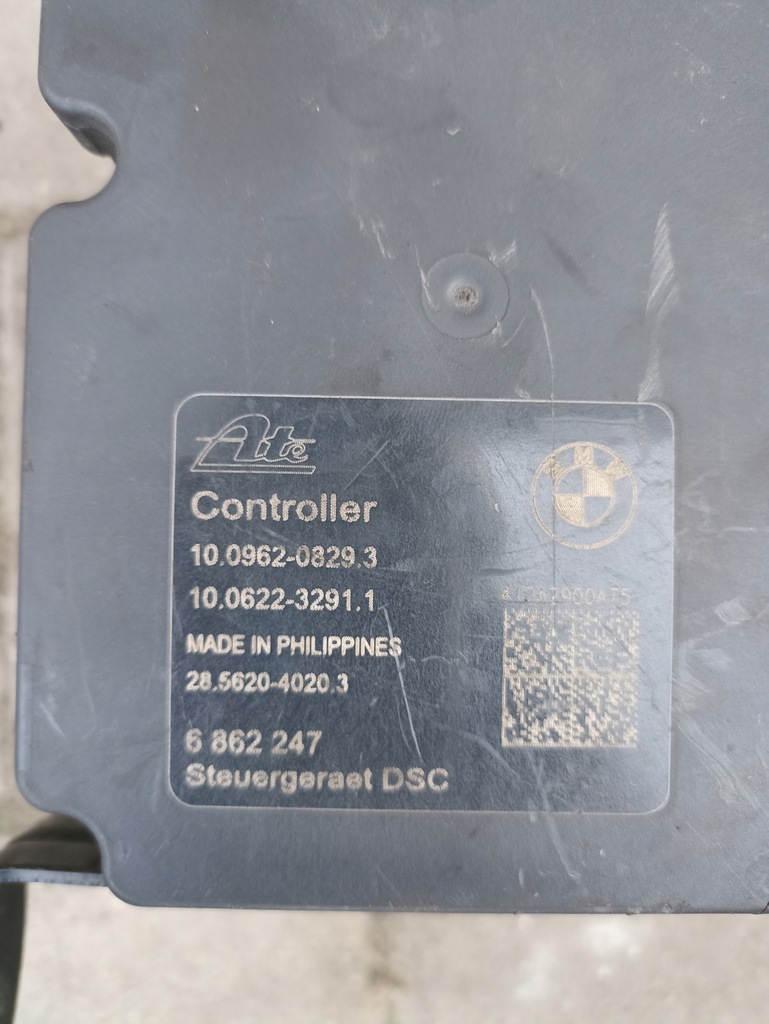 Ate
BMW
Controller
10.0962-0829.3
10.0622-3291.1
MADE IN PHILIPPINES
28.5620-4020.3
6 862 247
Steuergeraet DSC